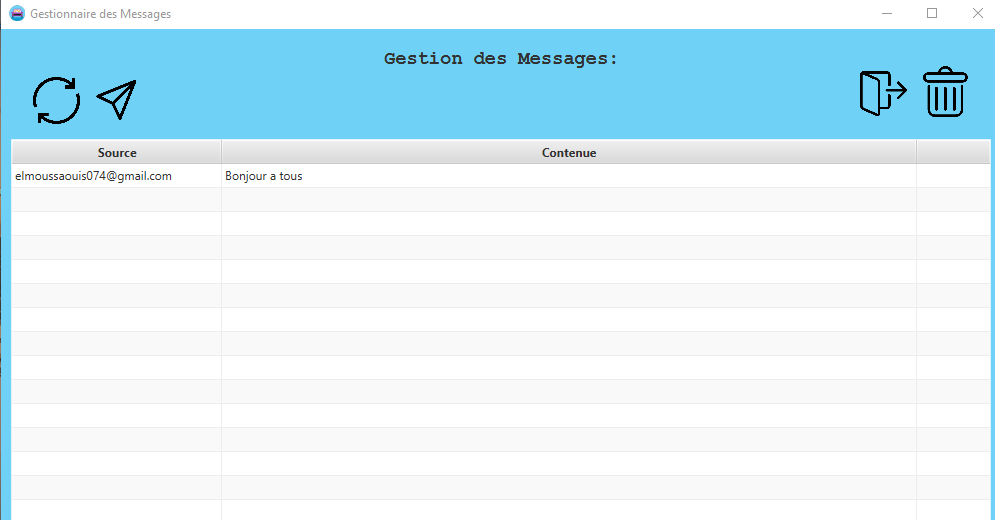 Gestionnaire des Messages
Gestion des Messages:
Source Contenue
elmoussaouis074@gmail.com Bonjour a tous